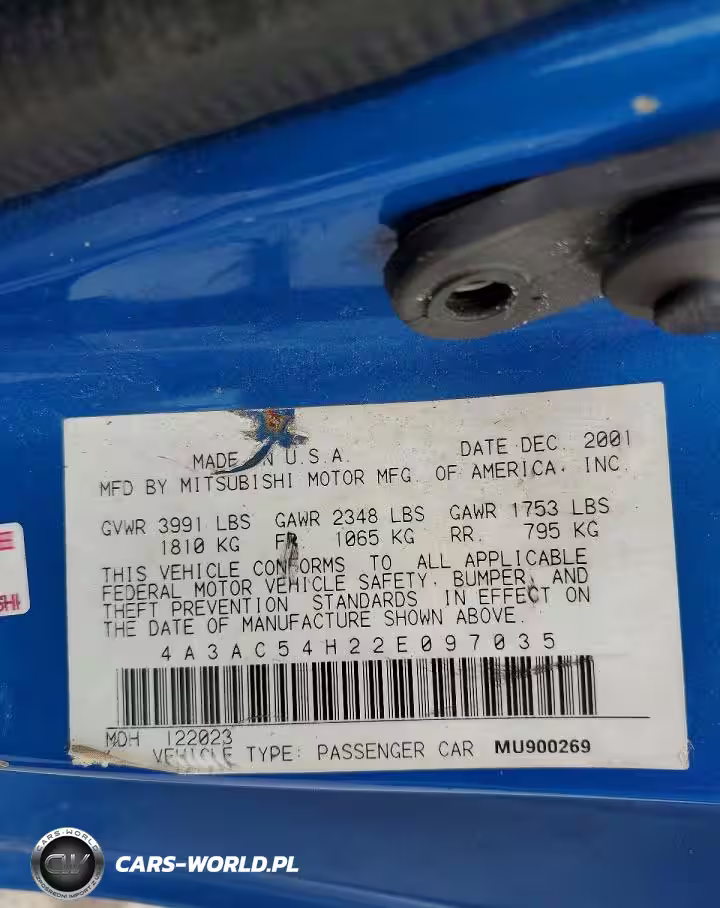 MADE IN U.S.A. DATE DEC 2001
MFD BY MITSUBISHI MOTOR MFG. OF AMERICA. INC.
GVWR 3991 LBS GAWR 2348 LBS GAWR 1753 LBS
1810 KG FR 1065 KG RR. 795 KG
THIS VEHICLE CONFORMS TO ALL APPLICABLE
FEDERAL MOTOR VEHICLE SAFETY, BUMPER, AND
THEFT PREVENTION STANDARDS IN EFFECT ON
THE DATE OF MANUFACTURE SHOWN ABOVE.
4A3AC54H22E097035
MDH 122023
VEHICLE TYPE: PASSENGER CAR MU900269
CARS-WORLD
CARS-WORLD.PL